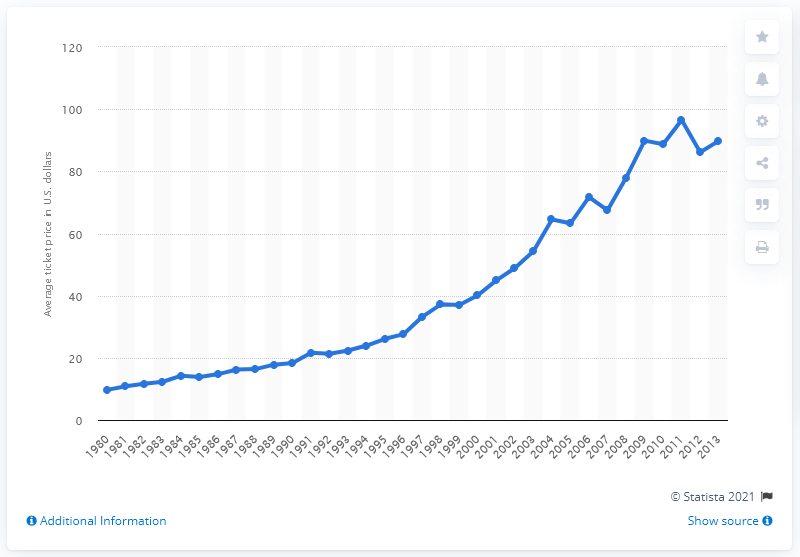 120
100
80
60
40
20
0
Average ticket price in U.S. dollars
1980 1981 1982 1983 1984 1985 1986 1987 1988 1989 1990 1991 1992 1993 1994 1995 1996 1997 1998 1999 2000 2001 2002 2003 2004 2005 2006 2007 2008 2009 2010 2011 2012 2013
© Statista 2021
Additional Information
Show source